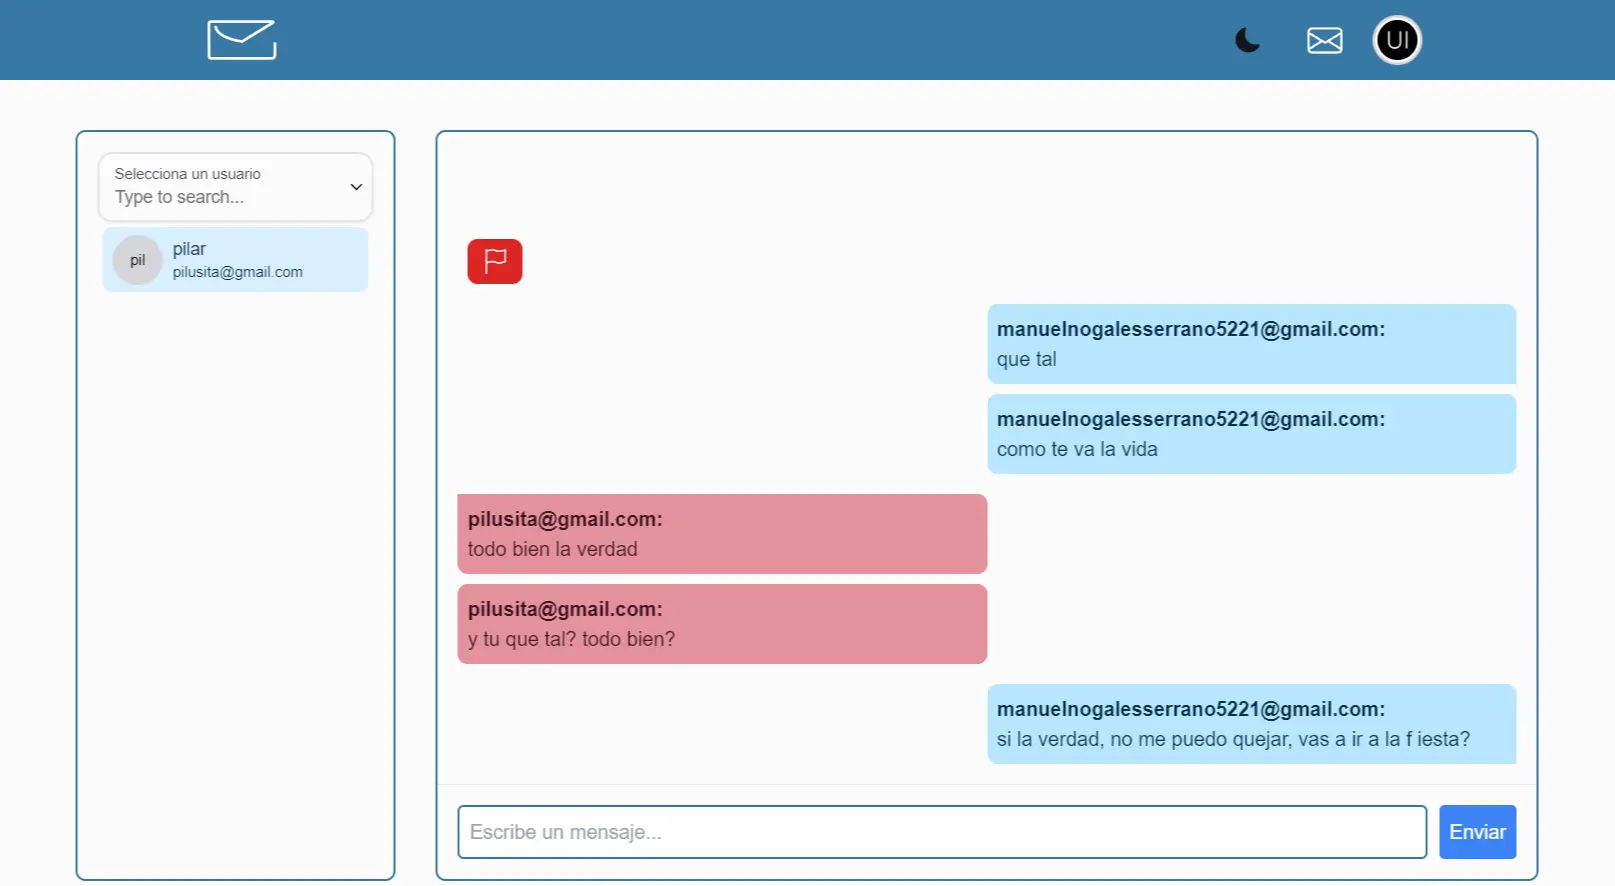 UI
Selecciona un usuario
Type to search...
pil
pilar
pilusita@gmail.com
manuelnogalesserrano5221@gmail.com:
que tal
manuelnogalesserrano5221@gmail.com:
como te va la vida
pilusita@gmail.com:
todo bien la verdad
pilusita@gmail.com:
y tu que tal? todo bien?
manuelnogalesserrano5221@gmail.com:
si la verdad, no me puedo quejar, vas a ir a la f iesta?
Escribe un mensaje...
Enviar